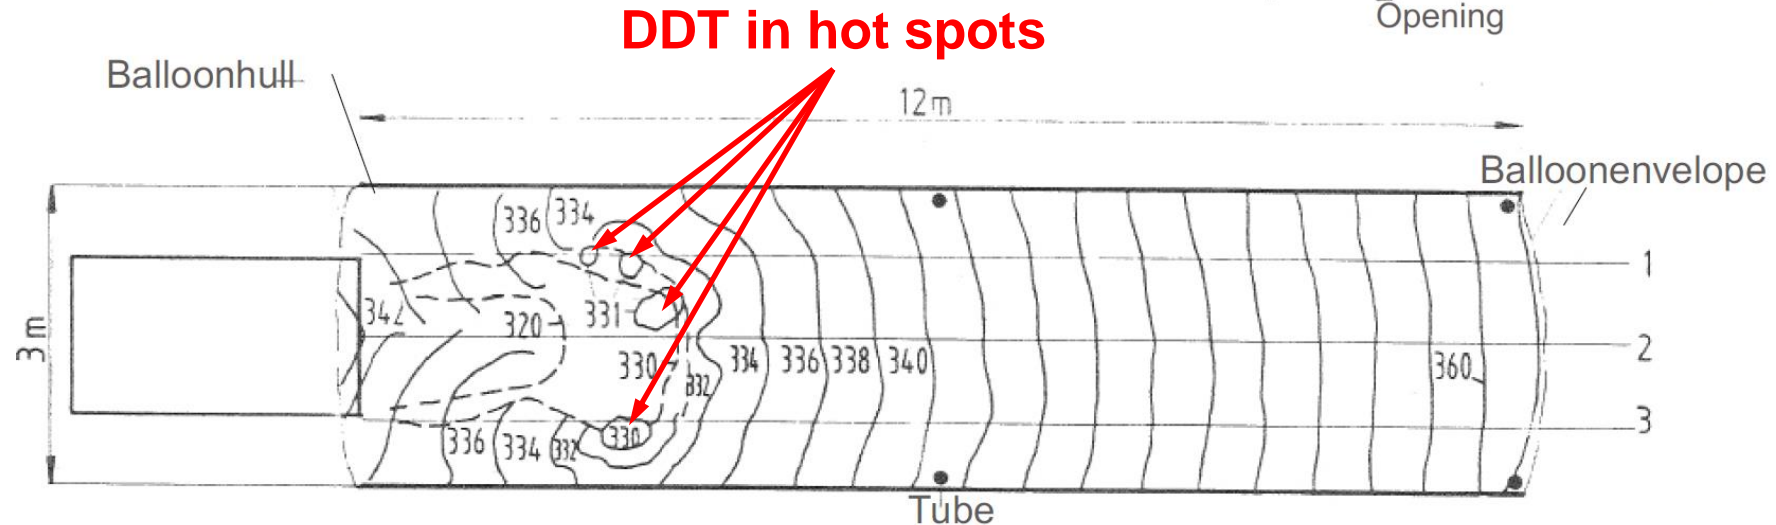 Opening
DDT in hot spots
Balloonhull
12m
Balloonenvelope
336 334
1
342 320 331
3m
2
330 332 334 336 338 340 360
3
336 334 332 330
Tube